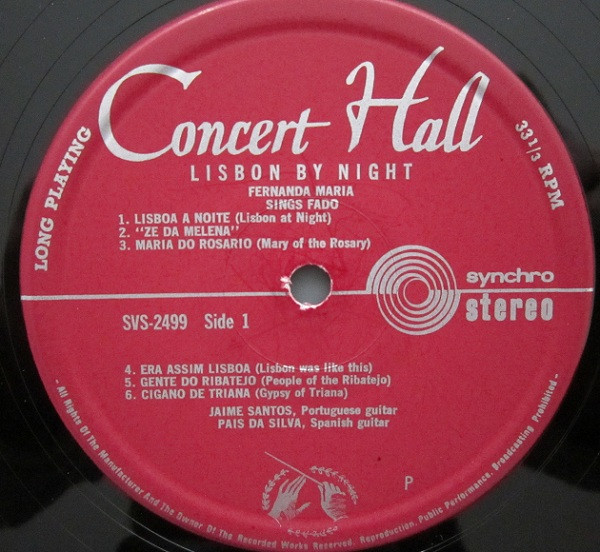 Concert Hall
LONG PLAYING
33 1/3 RPM
LISBON BY NIGHT
FERNANDA MARIA
SINGS FADO
1. LISBOA A NOITE (Lisbon at Night)
2. "ZE DA MELENA"
3. MARIA DO ROSARIO (Mary of the Rosary)
synchro
stereo
SVS-2499 Side 1
4. ERA ASSIM LISBOA (Lisbon was like this)
5. GENTE DO RIBATEJO (People of the Ribatejo)
6. CIGANO DE TRIANA (Gypsy of Triana)
JAIME SANTOS, Portuguese guitar
PAIS DA SILVA, Spanish guitar
P
- All Rights Of The Manufacturer And The Owner Of The Recorded Works Reserved. Reproduction, Public Performance, Broadcasting Prohibited -